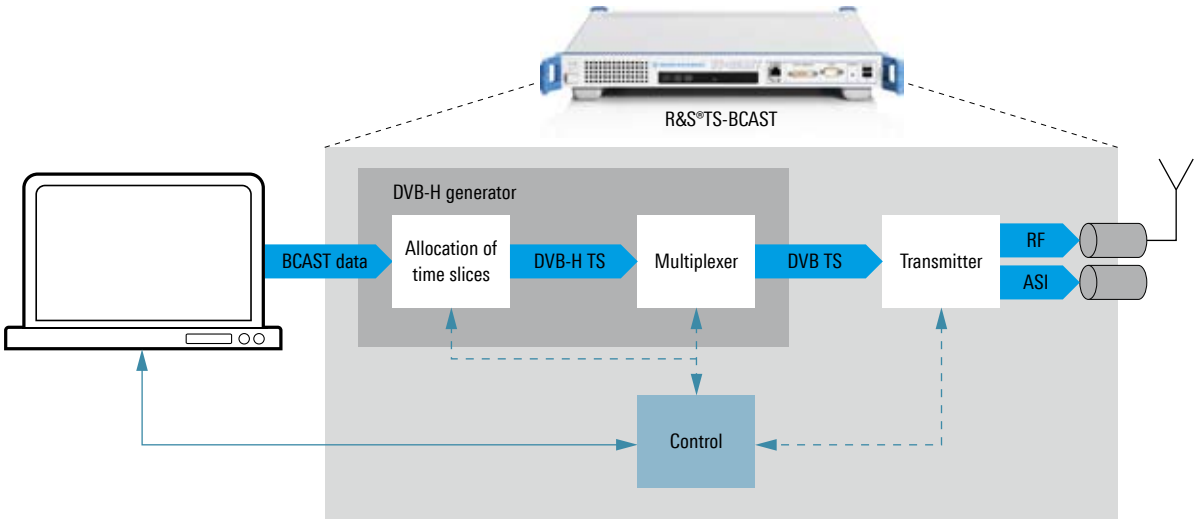 R&S®TS-BCAST
DVB-H generator
BCAST data
Allocation of
time slices
DVB-H TS
Multiplexer
DVB TS
Transmitter
RF
ASI
Control